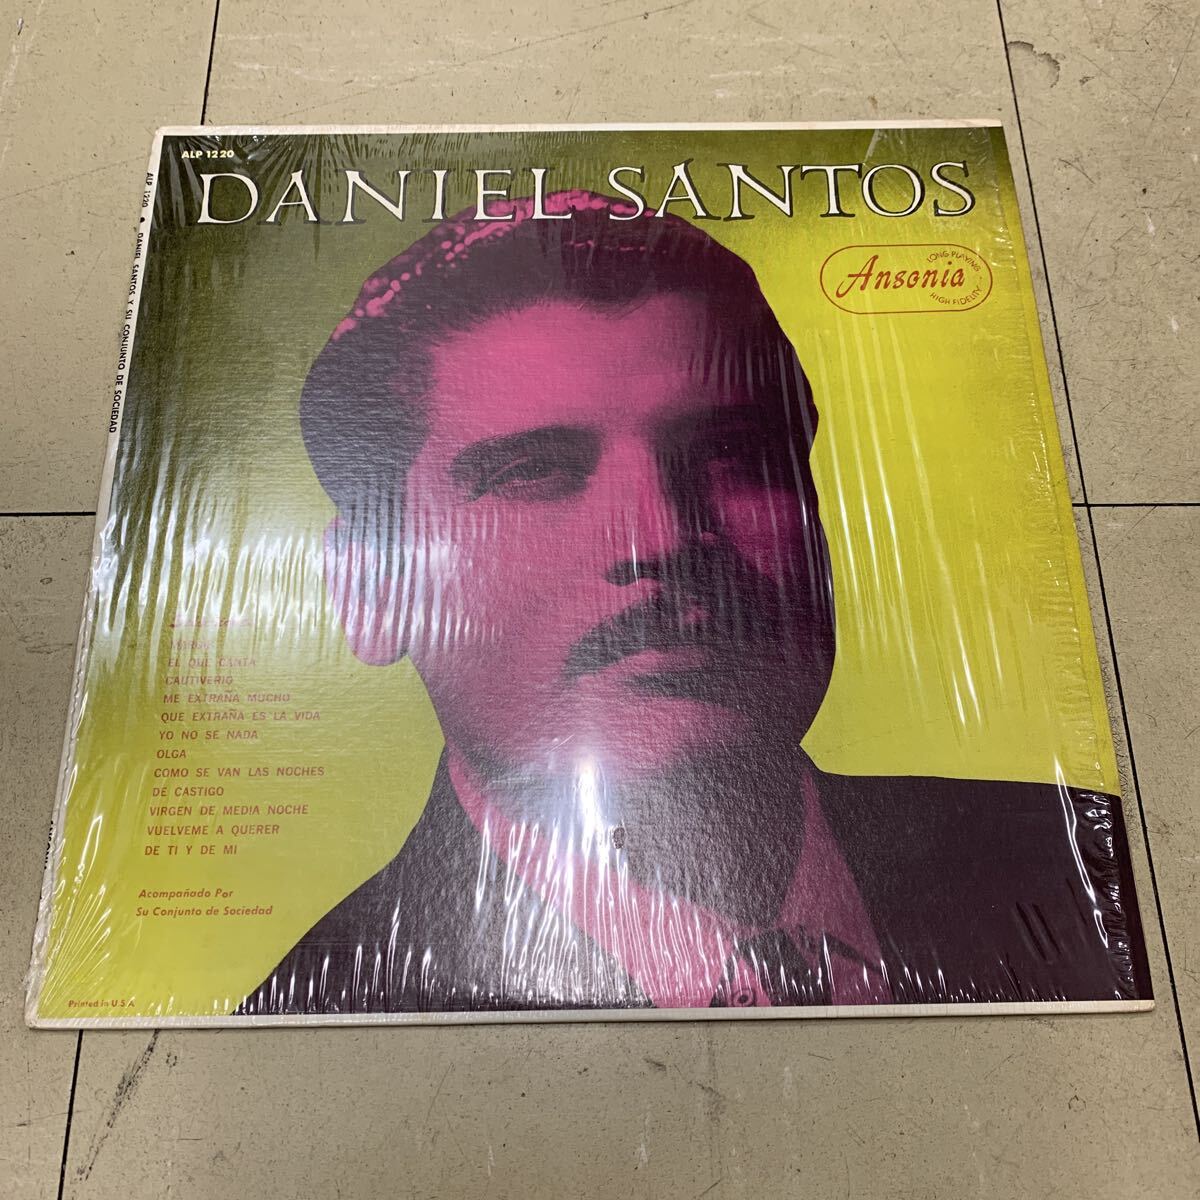 ALP 1220
DANIEL SANTOS
Ansonia
LONG PLAYING
HIGH FIDELITY
ALP 1220 • DANIEL SANTOS Y SU CONJUNTO DE SOCIEDAD
EL QUE CANTA
CAUTIVERIO
ME EXTRAÑA MUCHO
QUE EXTRAÑA ES LA VIDA
YO NO SE NADA
OLGA
COMO SE VAN LAS NOCHES
DE CASTIGO
VIRGEN DE MEDIA NOCHE
VUELVEME A QUERER
DE TI Y DE MI
Acompañado Por
Su Conjunto de Sociedad
Printed in U S A